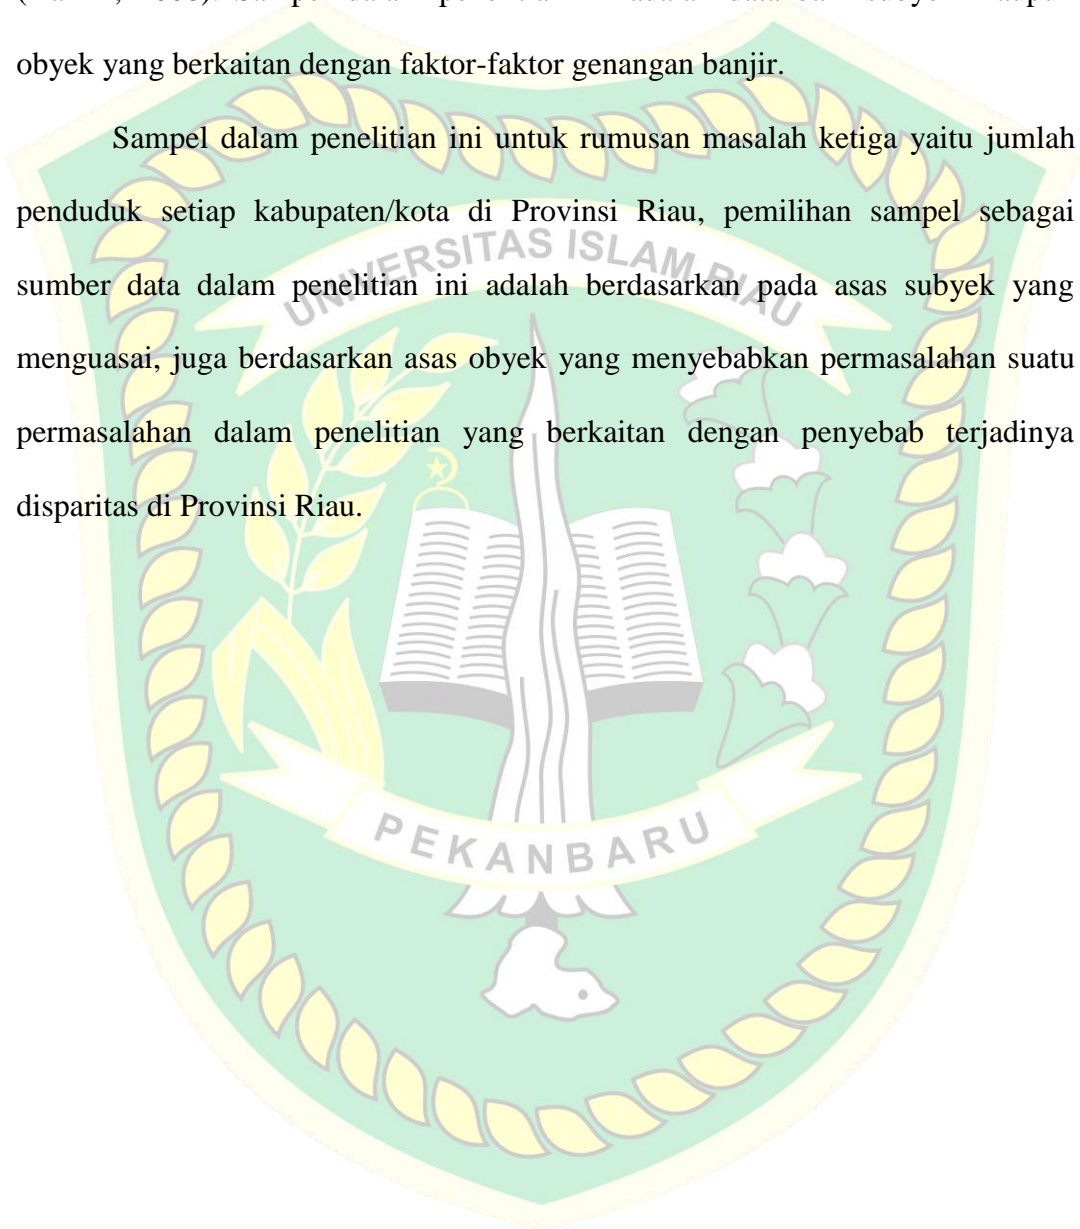 obyek yang berkaitan dengan faktor-faktor genangan banjir.
Sampel dalam penelitian ini untuk rumusan masalah ketiga yaitu jumlah
penduduk setiap kabupaten/kota di Provinsi Riau, pemilihan sampel sebagai
UNIVERSITAS ISLAM RIAU
sumber data dalam penelitian ini adalah berdasarkan pada asas subyek yang
menguasai, juga berdasarkan asas obyek yang menyebabkan permasalahan suatu
permasalahan dalam penelitian yang berkaitan dengan penyebab terjadinya
disparitas di Provinsi Riau.
PEKANBARU